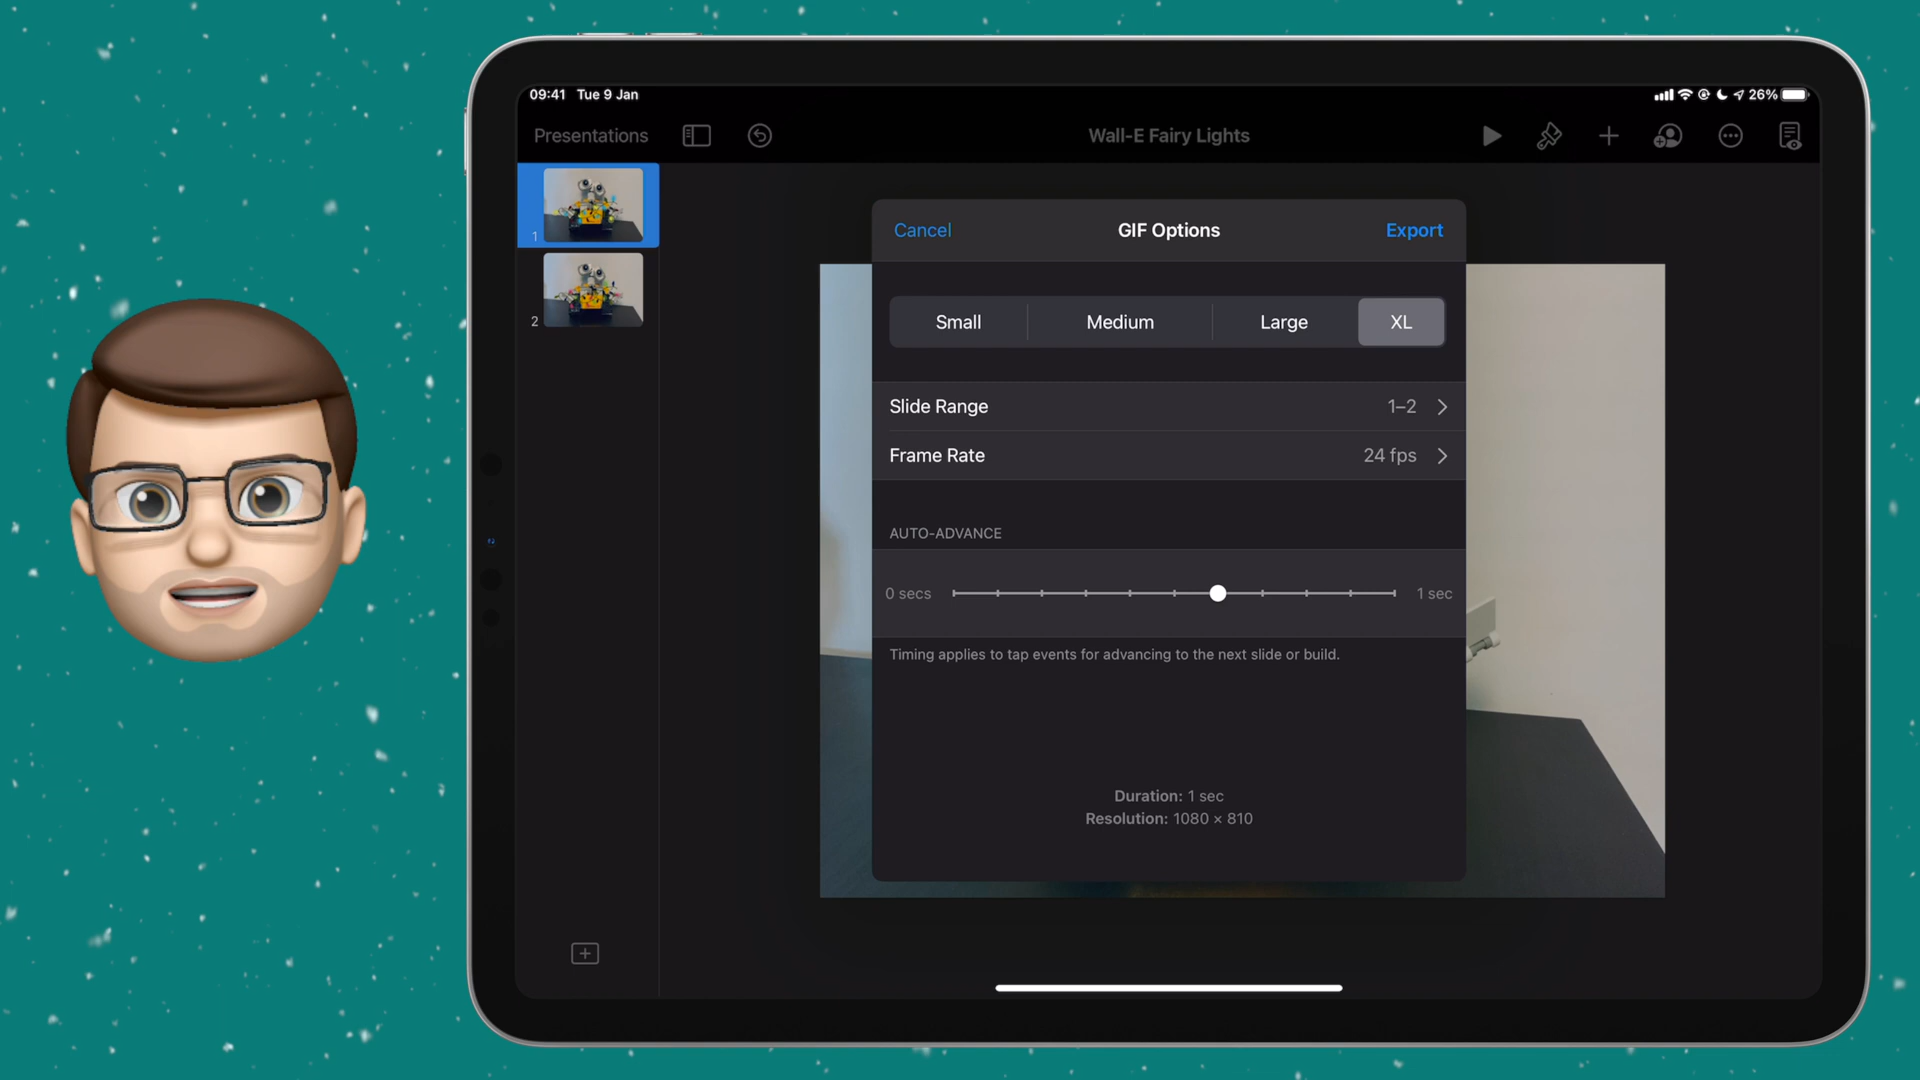 09:41 Tue 9 Jan
26%
Presentations
Wall-E Fairy Lights
1
2
Cancel
GIF Options
Export
Small
Medium
Large
XL
Slide Range
1–2
Frame Rate
24 fps
AUTO-ADVANCE
0 secs
1 sec
Timing applies to tap events for advancing to the next slide or build.
Duration: 1 sec
Resolution: 1080 × 810